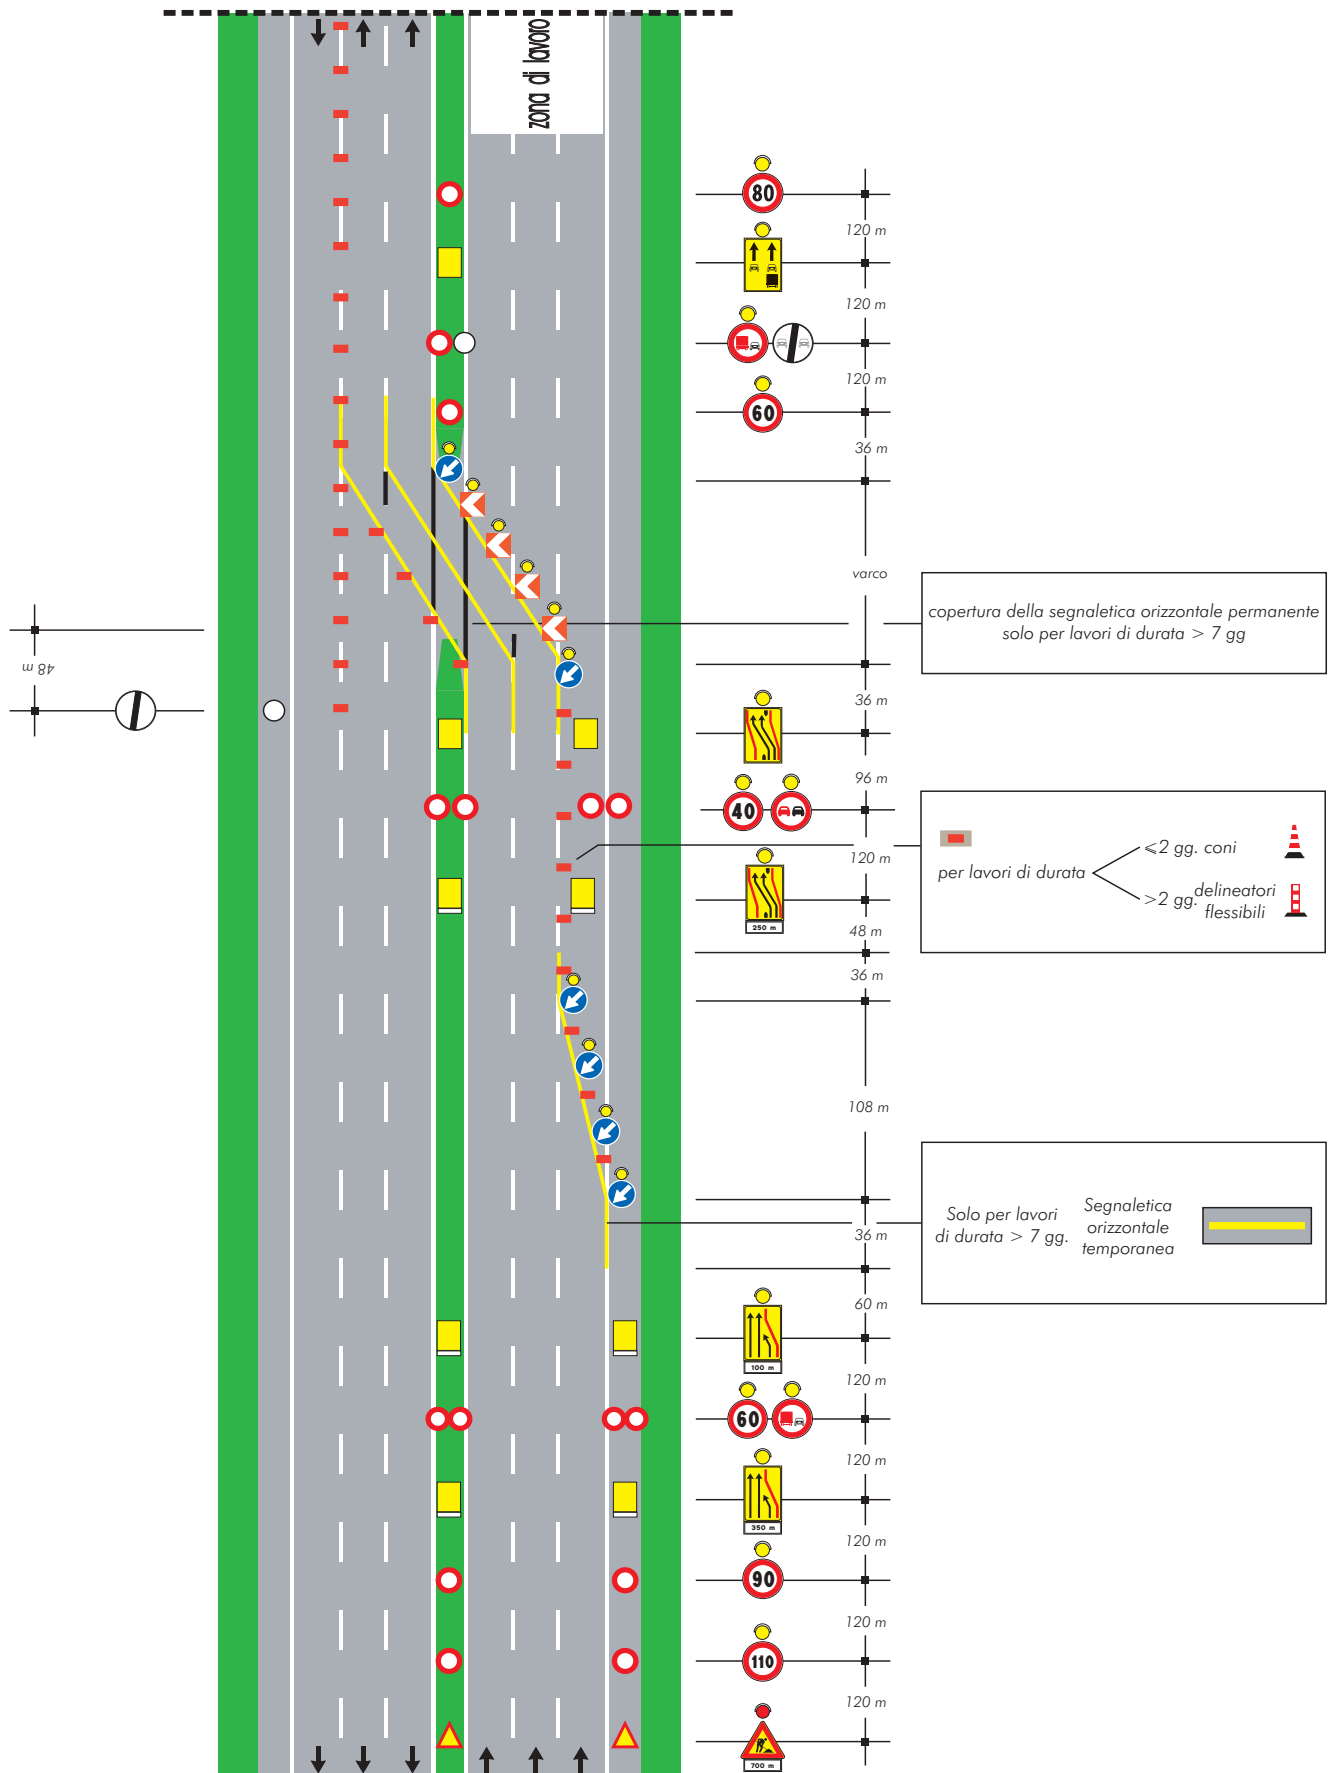 zona di lavoro
80
120 m
120 m
120 m
60
36 m
varco
copertura della segnaletica orizzontale permanente
solo per lavori di durata > 7 gg
48 m
36 m
96 m
40
120 m
250 m
48 m
per lavori di durata
⩽2 gg. coni
>2 gg. delineatori
flessibili
36 m
108 m
Solo per lavori
di durata > 7 gg.
Segnaletica
orizzontale
temporanea
36 m
60 m
100 m
120 m
60
120 m
350 m
120 m
90
120 m
110
120 m
700 m